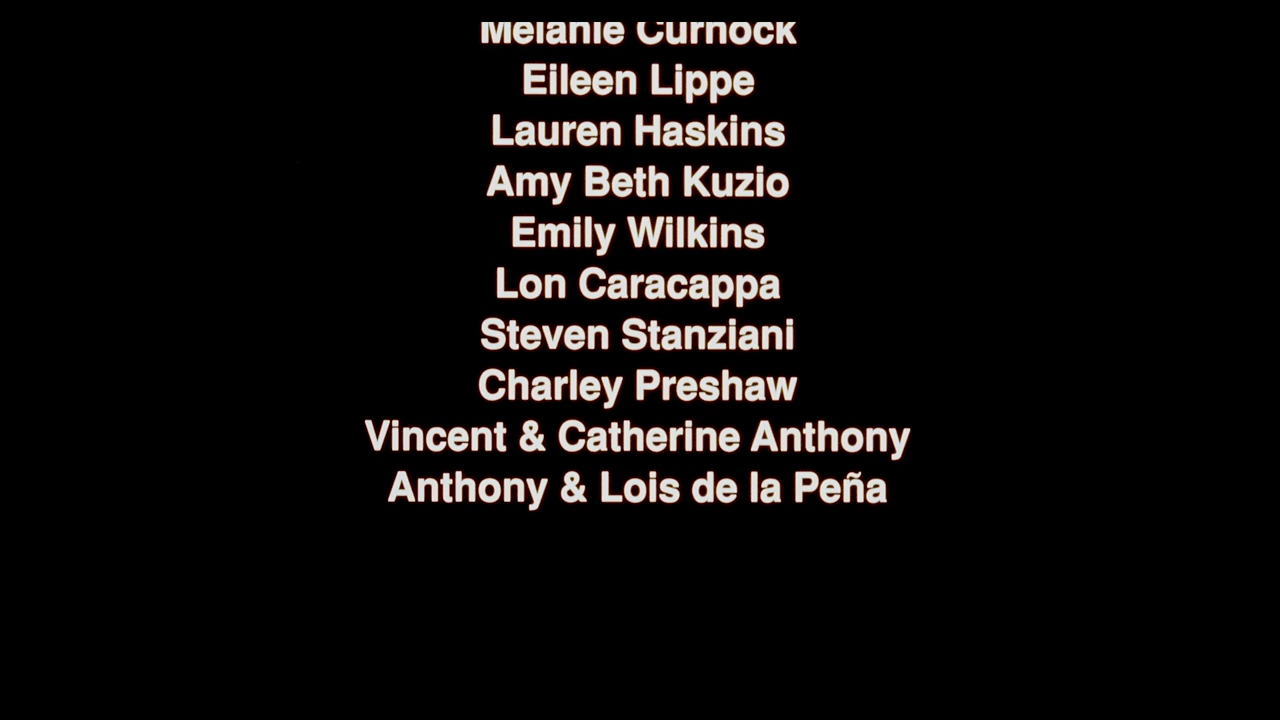 Melanie Curnock
Eileen Lippe
Lauren Haskins
Amy Beth Kuzio
Emily Wilkins
Lon Caracappa
Steven Stanziani
Charley Preshaw
Vincent & Catherine Anthony
Anthony & Lois de la Peña